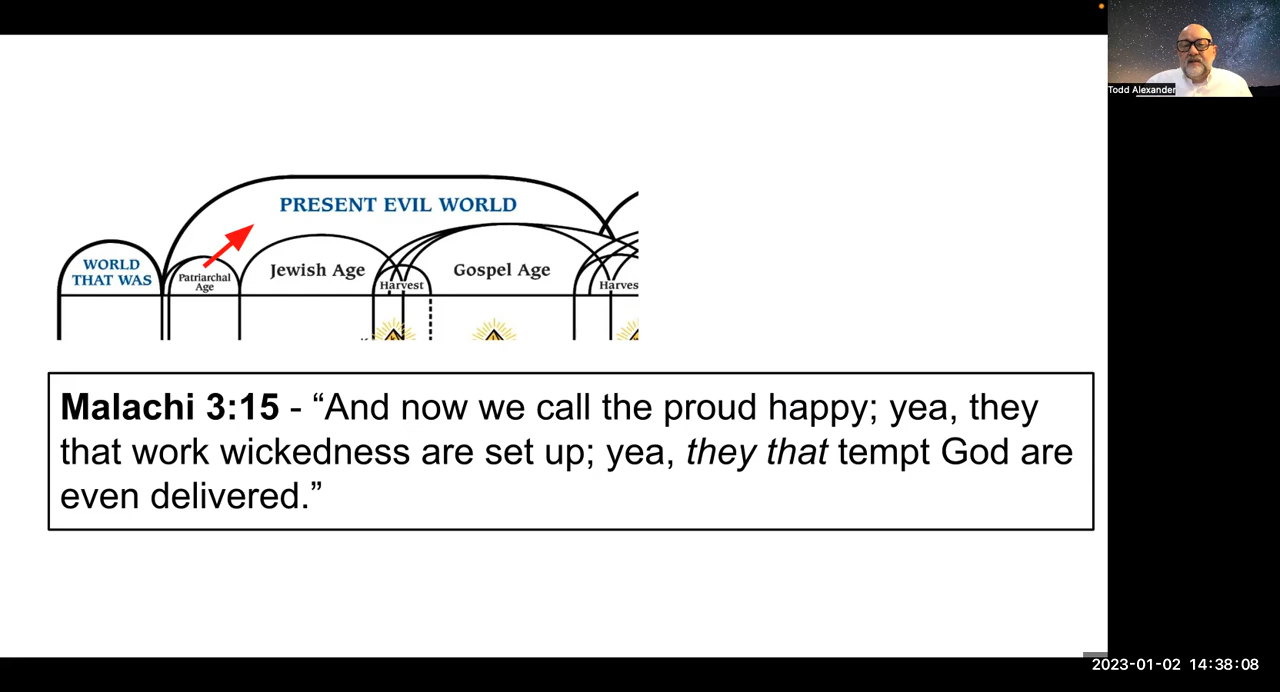 Todd Alexander
PRESENT EVIL WORLD
WORLD
THAT WAS
Patriarchal
Age
Jewish Age
Harvest
Gospel Age
Harves
Malachi 3:15 - “And now we call the proud happy; yea, they
that work wickedness are set up; yea, they that tempt God are
even delivered.”
2023-01-02 14:38:08